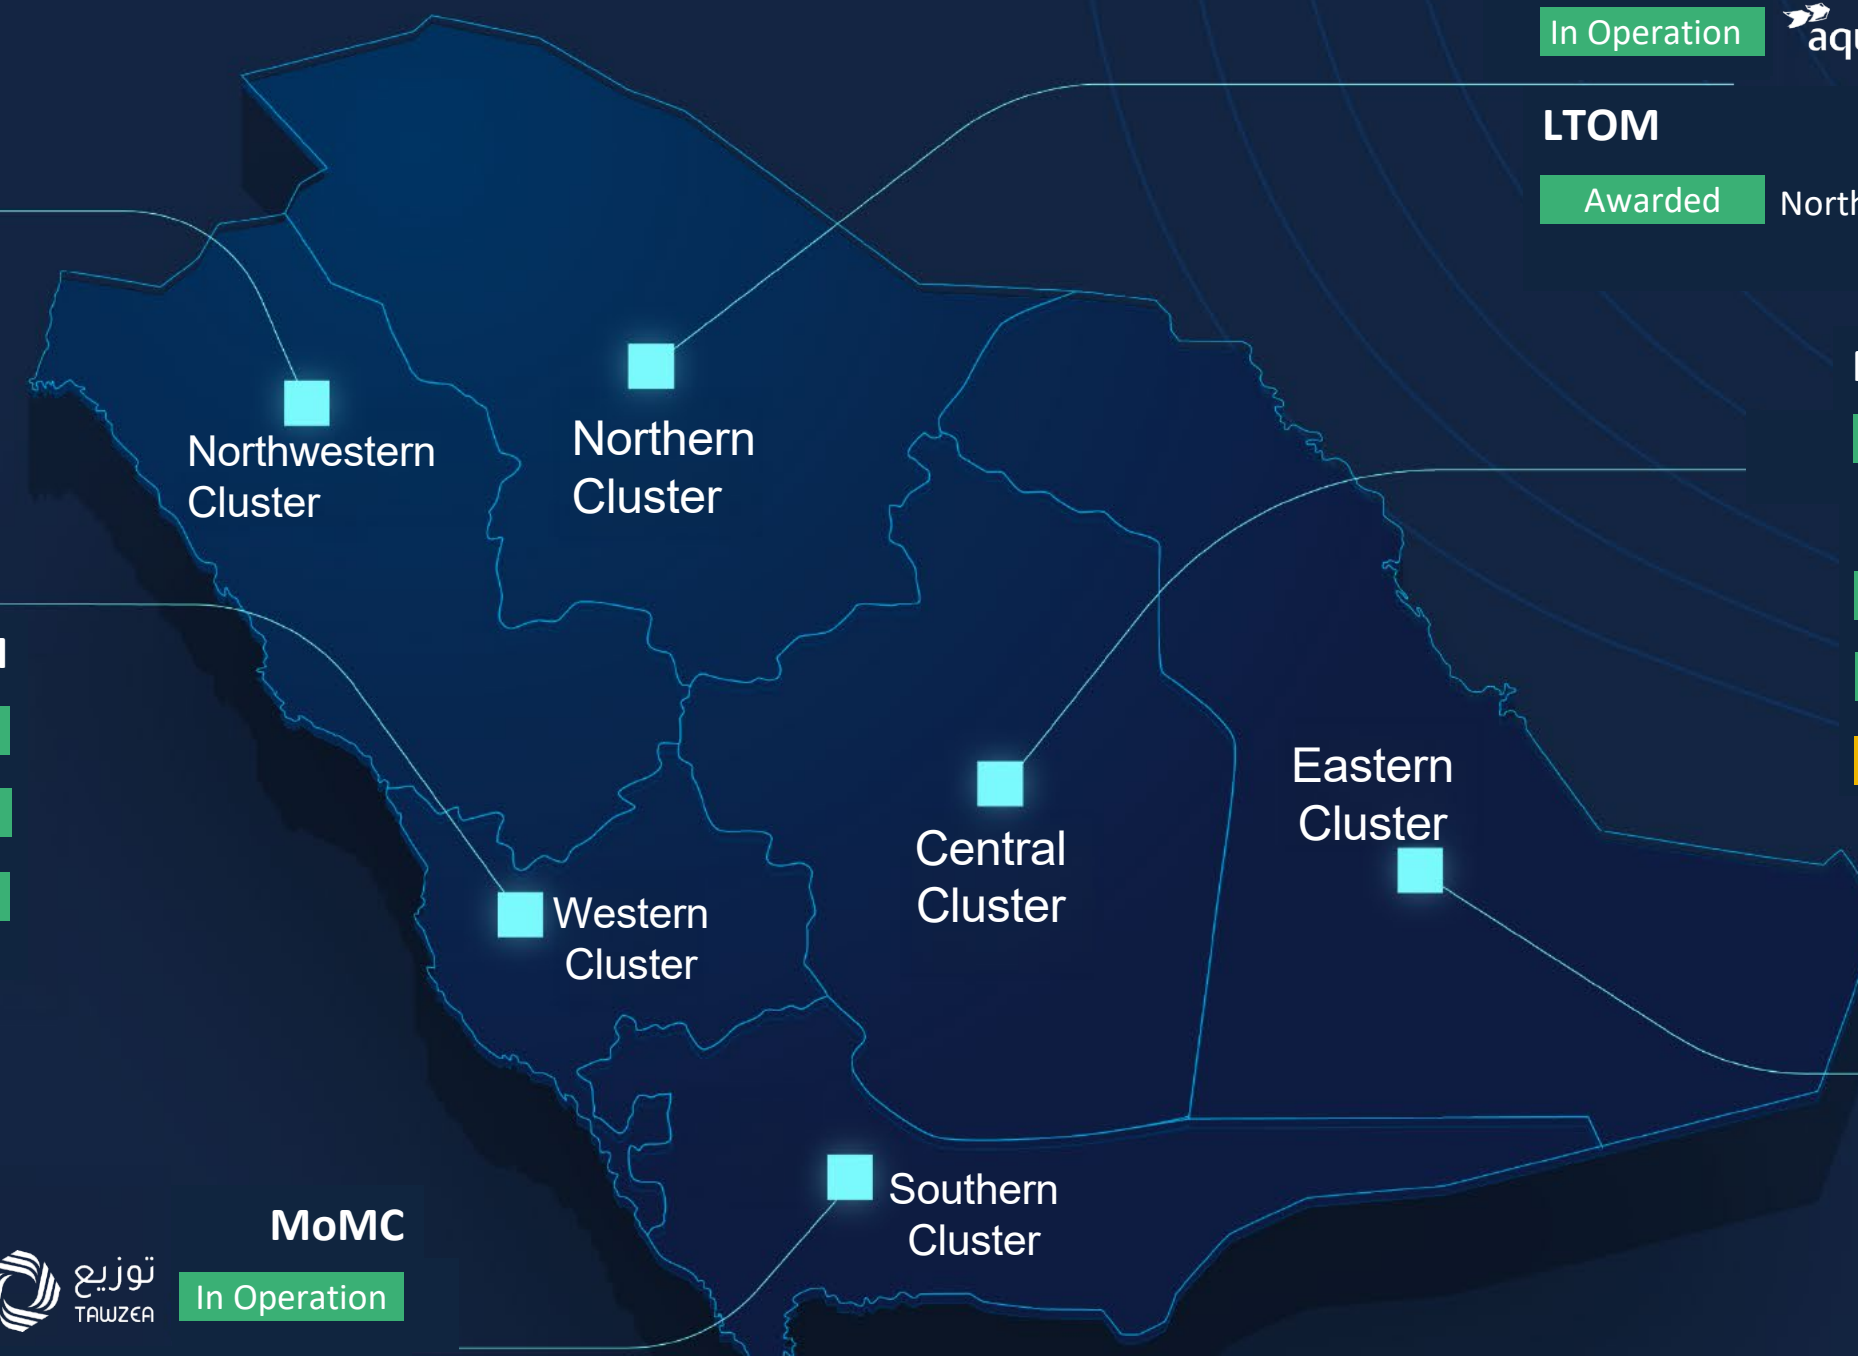 In Operation
LTOM
Awarded
Northwestern
Cluster
Northern
Cluster
Eastern
Cluster
Central
Cluster
Western
Cluster
Southern
Cluster
MoMC
توزيع
TAWZEA
In Operation